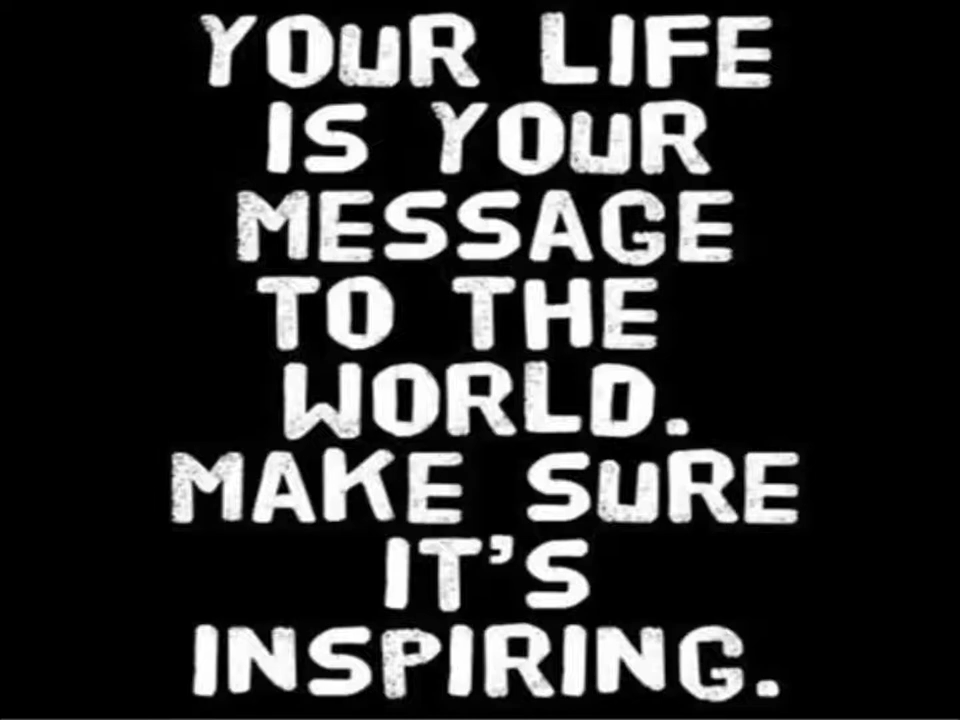 YOUR LIFE
IS YOUR
MESSAGE
TO THE
WORLD.
MAKE SURE
IT'S
INSPIRING.